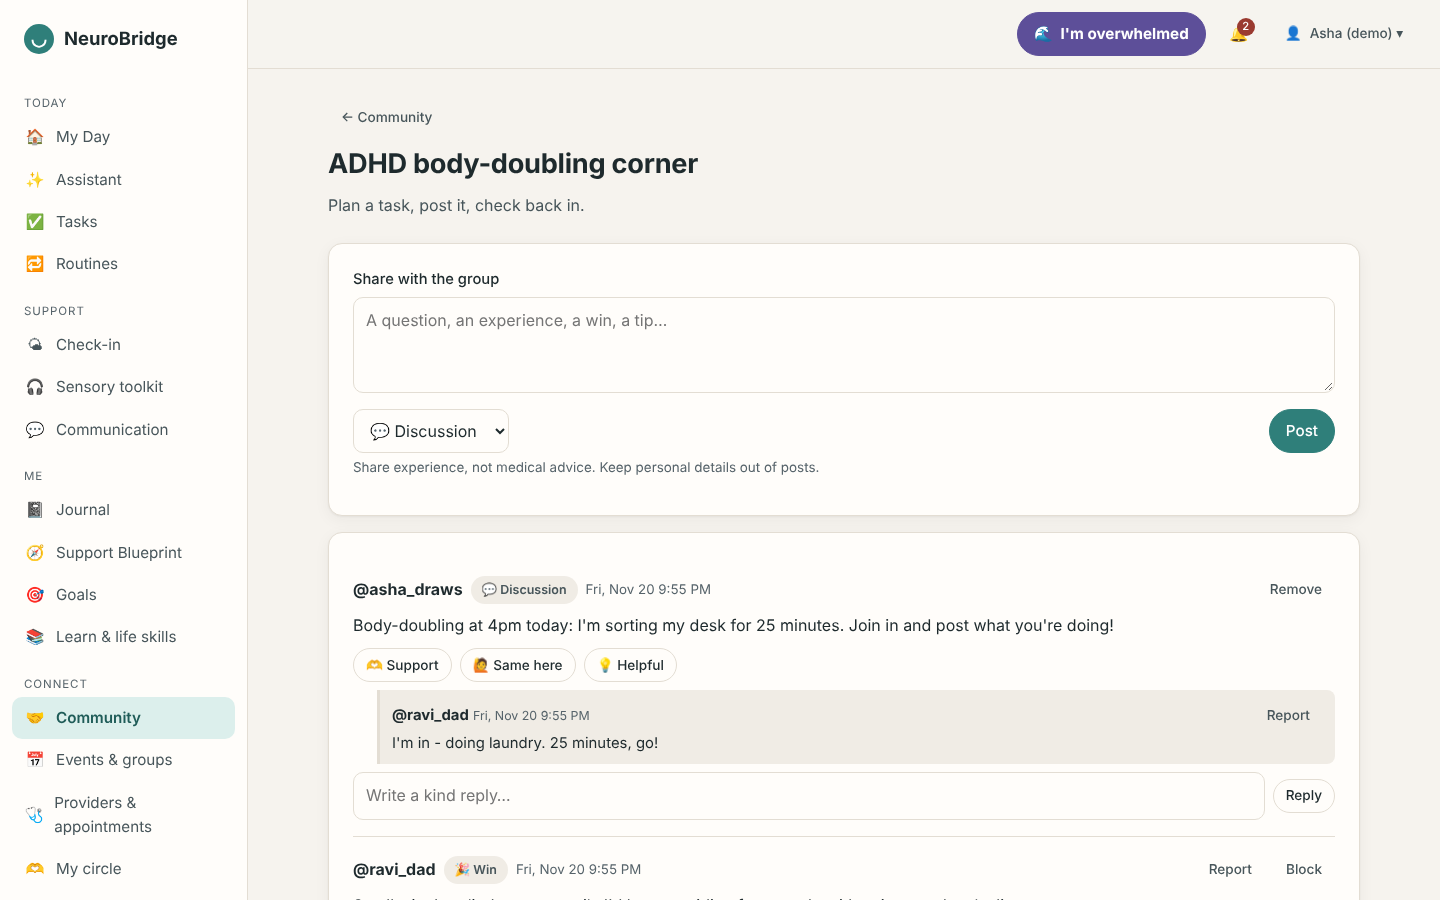 NeuroBridge
I'm overwhelmed
2
Asha (demo) ▾
TODAY
My Day
Assistant
Tasks
Routines
SUPPORT
Check-in
Sensory toolkit
Communication
ME
Journal
Support Blueprint
Goals
Learn & life skills
CONNECT
Community
Events & groups
Providers &
appointments
My circle
← Community
ADHD body-doubling corner
Plan a task, post it, check back in.
Share with the group
A question, an experience, a win, a tip...
Discussion
Post
Share experience, not medical advice. Keep personal details out of posts.
@asha_draws Discussion Fri, Nov 20 9:55 PM Remove
Body-doubling at 4pm today: I'm sorting my desk for 25 minutes. Join in and post what you're doing!
Support Same here Helpful
@ravi_dad Fri, Nov 20 9:55 PM Report
I'm in - doing laundry. 25 minutes, go!
Write a kind reply... Reply
@ravi_dad Win Fri, Nov 20 9:55 PM Report Block